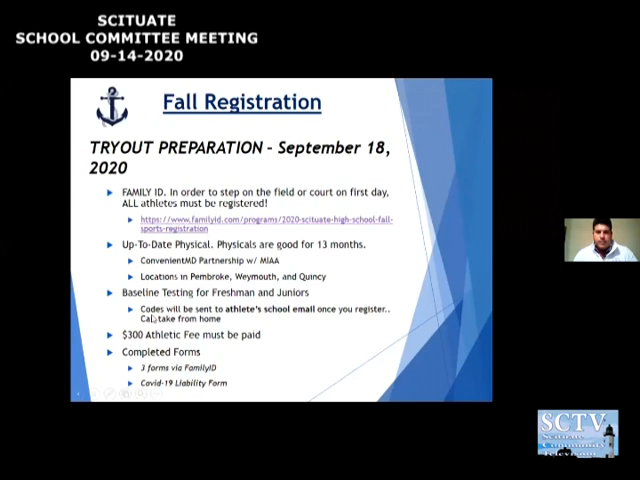 SCITUATE
SCHOOL COMMITTEE MEETING
09-14-2020
Fall Registration
TRYOUT PREPARATION – September 18,
2020
FAMILY ID. In order to step on the field or court on first day,
ALL athletes must be registered!
https://www.familyid.com/programs/2020-scituate-high-school-fall-
sports-registration
Up-To-Date Physical. Physicals are good for 13 months.
ConvenientMD Partnership w/ MIAA
Locations in Pembroke, Weymouth, and Quincy
Baseline Testing for Freshman and Juniors
Codes will be sent to athlete's school email once you register..
take from home
$300 Athletic Fee must be paid
Completed Forms
3 forms via FamilyID
Covid-19 Liability Form
SCTV
Scituate
Community
Television